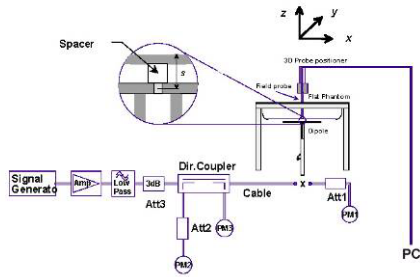 z
y
x
Spacer
s
3D Probe positioner
Field probe
Flat Phantom
Dipole
Signal
Generato
Amp
Low
Pass
3dB
Att3
Dir.Coupler
Cable
x
Att1
PM1
Att2
PM3
PM2
PC